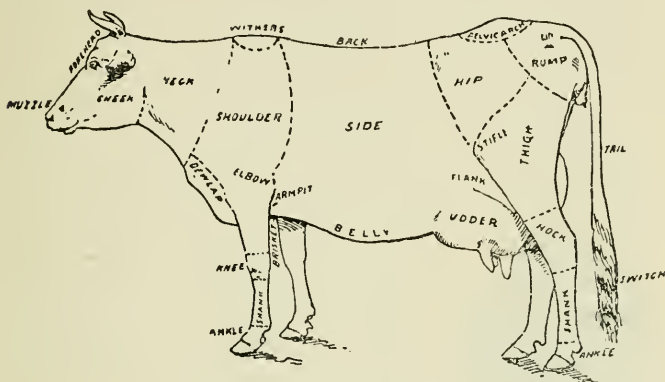 WITHERS
BACK
PELVIC ARCH
FOREHEAD
RUMP
HIP
MUZZLE
CHEEK
NECK
SHOULDER
SIDE
STIFLE
THIGH
TAIL
DEWLAP
ELBOW
ARMPIT
FLANK
UDDER
BELLY
HOCK
BRISKET
KNEE
SWITCH
SHANK
SHANK
ANKLE
ANKLE